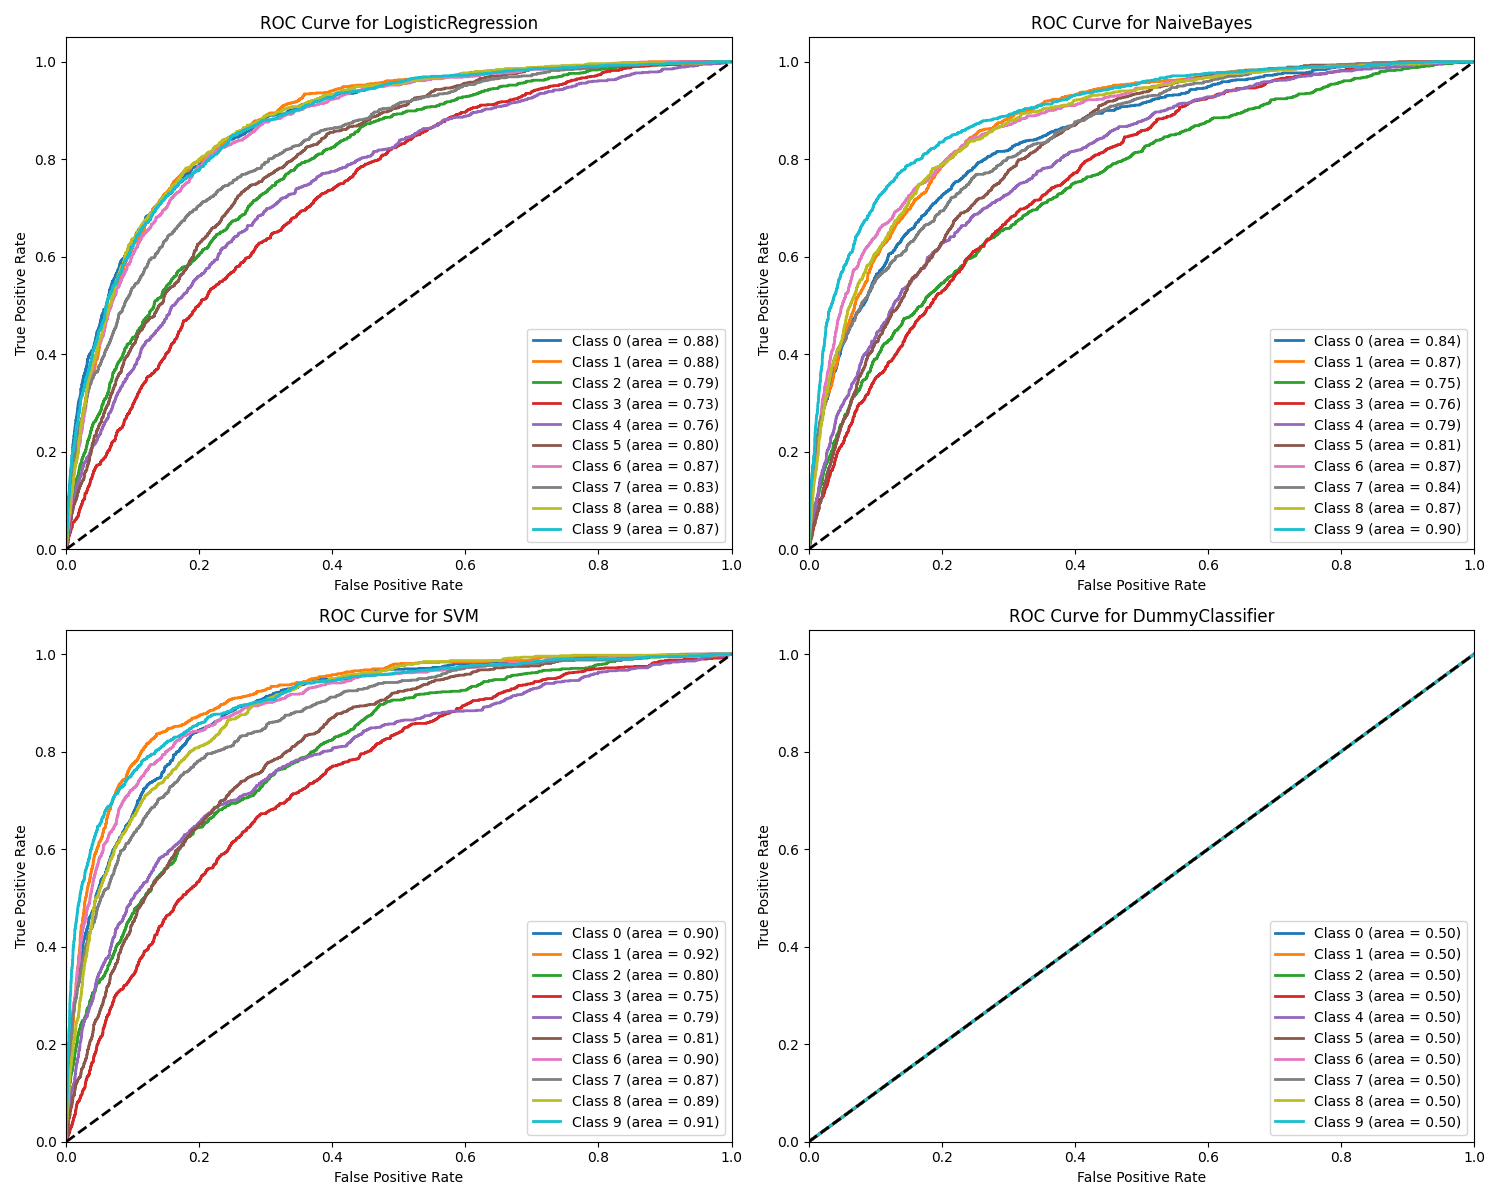 ROC Curve for LogisticRegression
True Positive Rate
1.0
0.8
0.6
0.4
0.2
0.0
Class 0 (area = 0.88)
Class 1 (area = 0.88)
Class 2 (area = 0.79)
Class 3 (area = 0.73)
Class 4 (area = 0.76)
Class 5 (area = 0.80)
Class 6 (area = 0.87)
Class 7 (area = 0.83)
Class 8 (area = 0.88)
Class 9 (area = 0.87)
0.0 0.2 0.4 0.6 0.8 1.0
False Positive Rate
ROC Curve for NaiveBayes
True Positive Rate
1.0
0.8
0.6
0.4
0.2
0.0
Class 0 (area = 0.84)
Class 1 (area = 0.87)
Class 2 (area = 0.75)
Class 3 (area = 0.76)
Class 4 (area = 0.79)
Class 5 (area = 0.81)
Class 6 (area = 0.87)
Class 7 (area = 0.84)
Class 8 (area = 0.87)
Class 9 (area = 0.90)
0.0 0.2 0.4 0.6 0.8 1.0
False Positive Rate
ROC Curve for SVM
True Positive Rate
1.0
0.8
0.6
0.4
0.2
0.0
Class 0 (area = 0.90)
Class 1 (area = 0.92)
Class 2 (area = 0.80)
Class 3 (area = 0.75)
Class 4 (area = 0.79)
Class 5 (area = 0.81)
Class 6 (area = 0.90)
Class 7 (area = 0.87)
Class 8 (area = 0.89)
Class 9 (area = 0.91)
0.0 0.2 0.4 0.6 0.8 1.0
False Positive Rate
ROC Curve for DummyClassifier
True Positive Rate
1.0
0.8
0.6
0.4
0.2
0.0
Class 0 (area = 0.50)
Class 1 (area = 0.50)
Class 2 (area = 0.50)
Class 3 (area = 0.50)
Class 4 (area = 0.50)
Class 5 (area = 0.50)
Class 6 (area = 0.50)
Class 7 (area = 0.50)
Class 8 (area = 0.50)
Class 9 (area = 0.50)
0.0 0.2 0.4 0.6 0.8 1.0
False Positive Rate